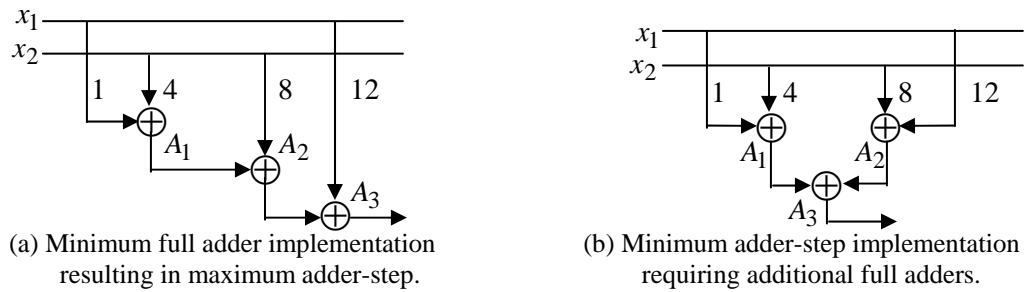 x₁
x₂
1
4
8
12
A₁
A₂
A₃
(a) Minimum full adder implementation
resulting in maximum adder-step.
x₁
x₂
1
4
8
12
A₁
A₂
A₃
(b) Minimum adder-step implementation
requiring additional full adders.